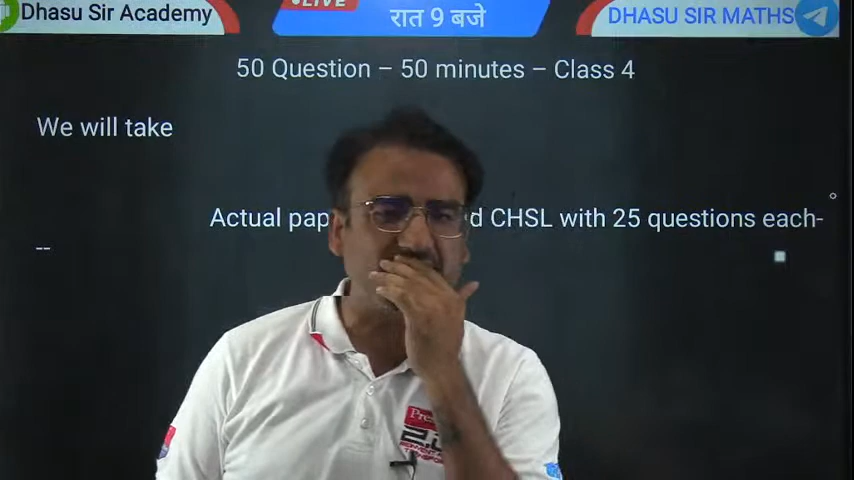 Dhasu Sir Academy
LIVE
रात 9 बजे
DHASU SIR MATHS
50 Question – 50 minutes – Class 4
We will take
Actual pap
d CHSL with 25 questions each-
--